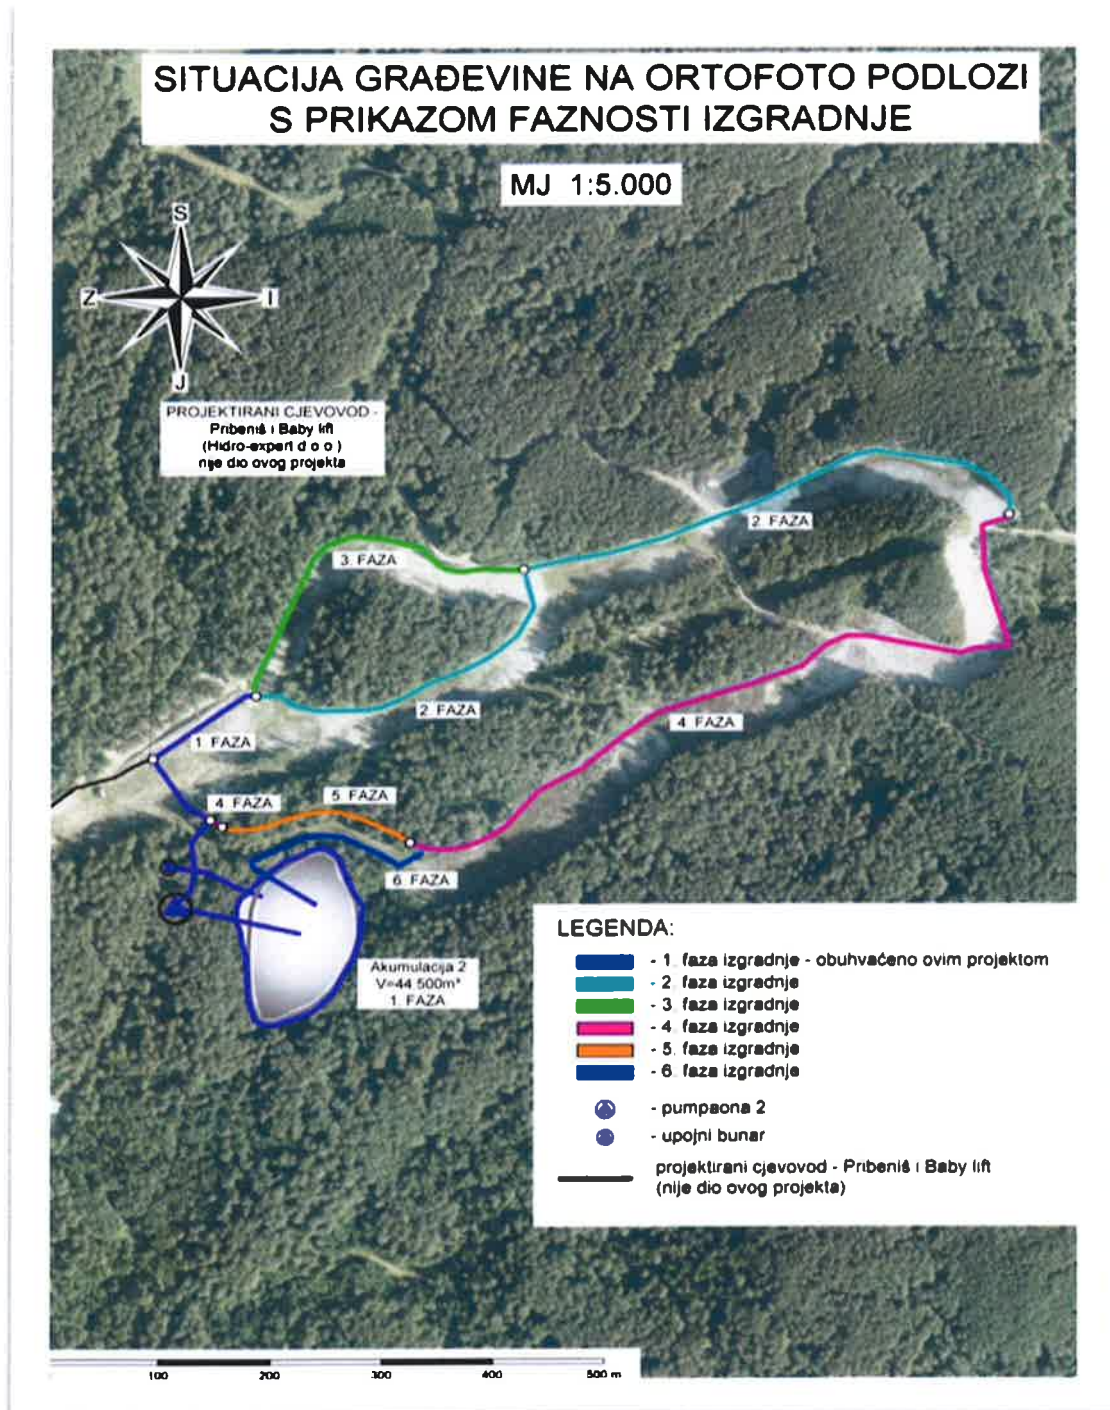 SITUACIJA GRAĐEVINE NA ORTOFOTO PODLOZI
S PRIKAZOM FAZNOSTI IZGRADNJE
MJ 1:5.000
S
Z
I
J
PROJEKTIRANI CJEVOVOD -
Pribeniš i Baby lift
(Hidro-expert d o o )
nije dio ovog projekta
2. FAZA
3. FAZA
2. FAZA
4. FAZA
1. FAZA
5. FAZA
4. FAZA
6. FAZA
Akumulacija 2
V=44 500m³
1. FAZA
LEGENDA:
- 1. faza izgradnje - obuhvaćeno ovim projektom
- 2. faza izgradnje
- 3. faza izgradnje
- 4. faza izgradnje
- 5. faza izgradnje
- 6. faza izgradnje
- pumpaona 2
- upojni bunar
projektirani cjevovod - Pribeniš i Baby lift
(nije dio ovog projekta)
100 200 300 400 500 m